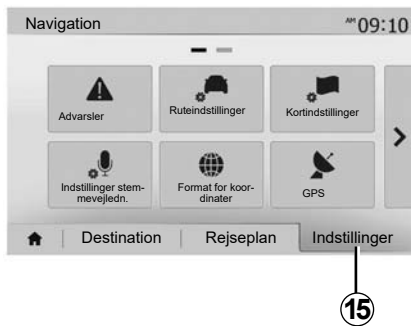 Navigation
AM 09:10
Advarsler
Ruteindstillinger
Kortindstillinger
Indstillinger stem-
mevejledn.
Format for koor-
dinater
GPS
Destination
Rejseplan
Indstillinger
15